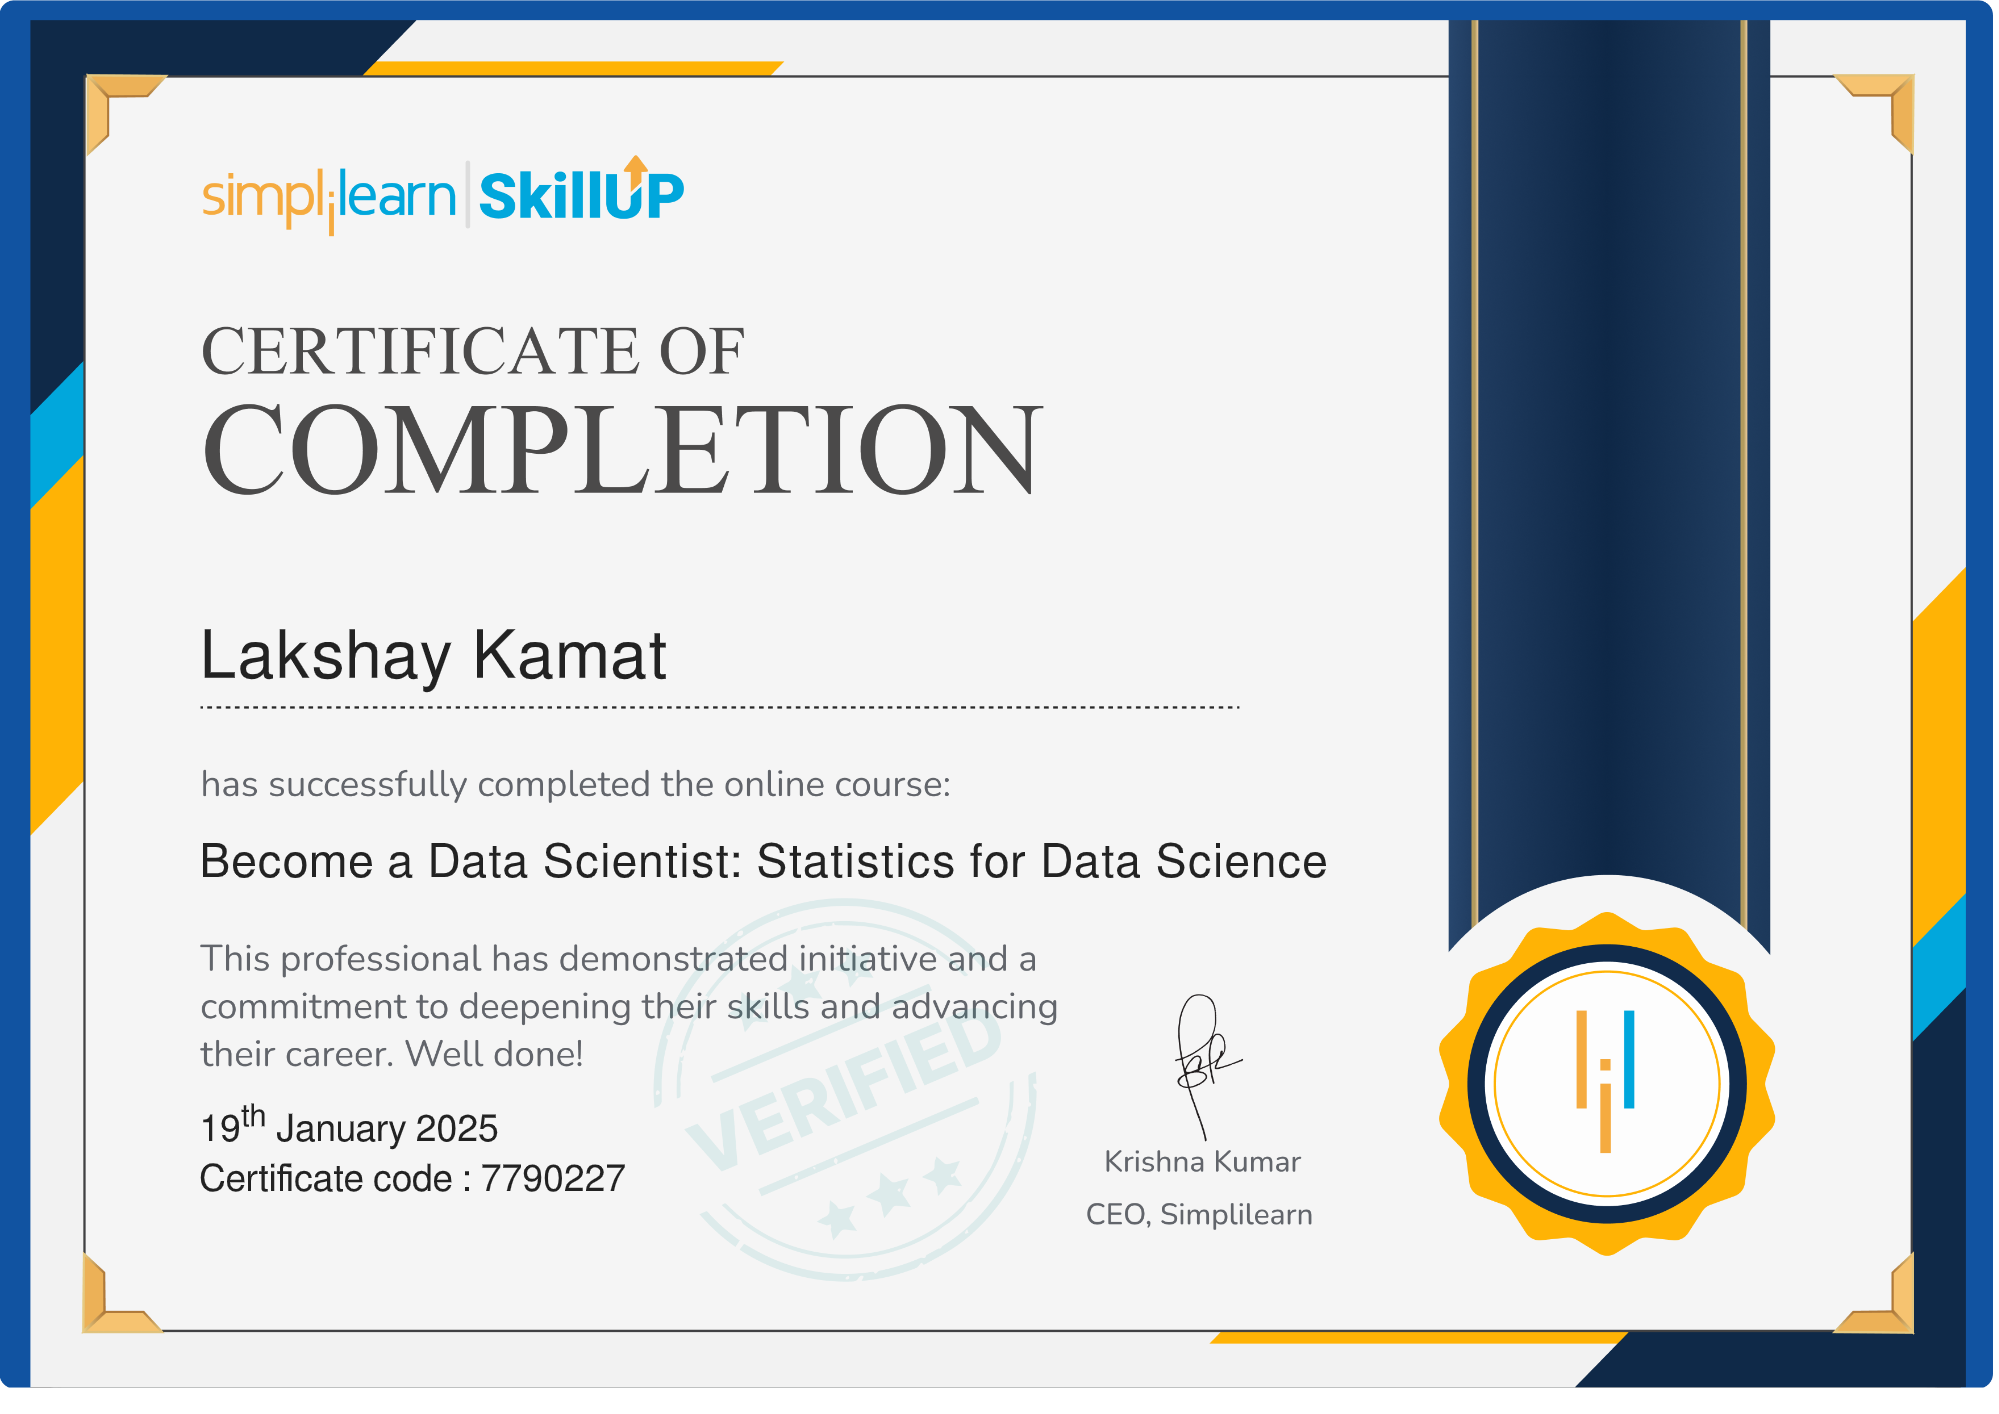 simplilearn | SkillUP
CERTIFICATE OF
COMPLETION
Lakshay Kamat
has successfully completed the online course:
Become a Data Scientist: Statistics for Data Science
This professional has demonstrated initiative and a
commitment to deepening their skills and advancing
their career. Well done!
VERIFIED
19th January 2025
Certificate code : 7790227
Krishna Kumar
CEO, Simplilearn